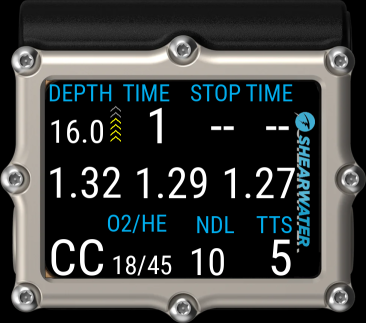 DEPTH TIME STOP TIME
16.0 1 -- --
1.32 1.29 1.27
O2/HE NDL TTS
CC 18/45 10 5
SHEARWATER